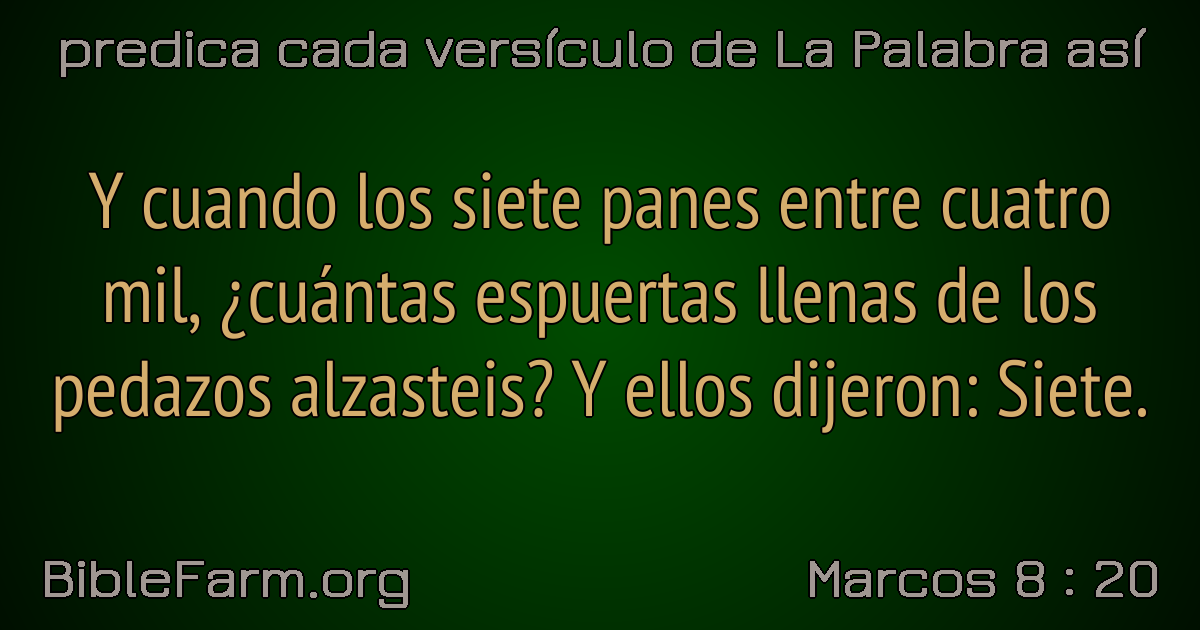 predica cada versículo de La Palabra así
Y cuando los siete panes entre cuatro
mil, ¿cuántas espuertas llenas de los
pedazos alzasteis? Y ellos dijeron: Siete.
BibleFarm.org
Marcos 8 : 20